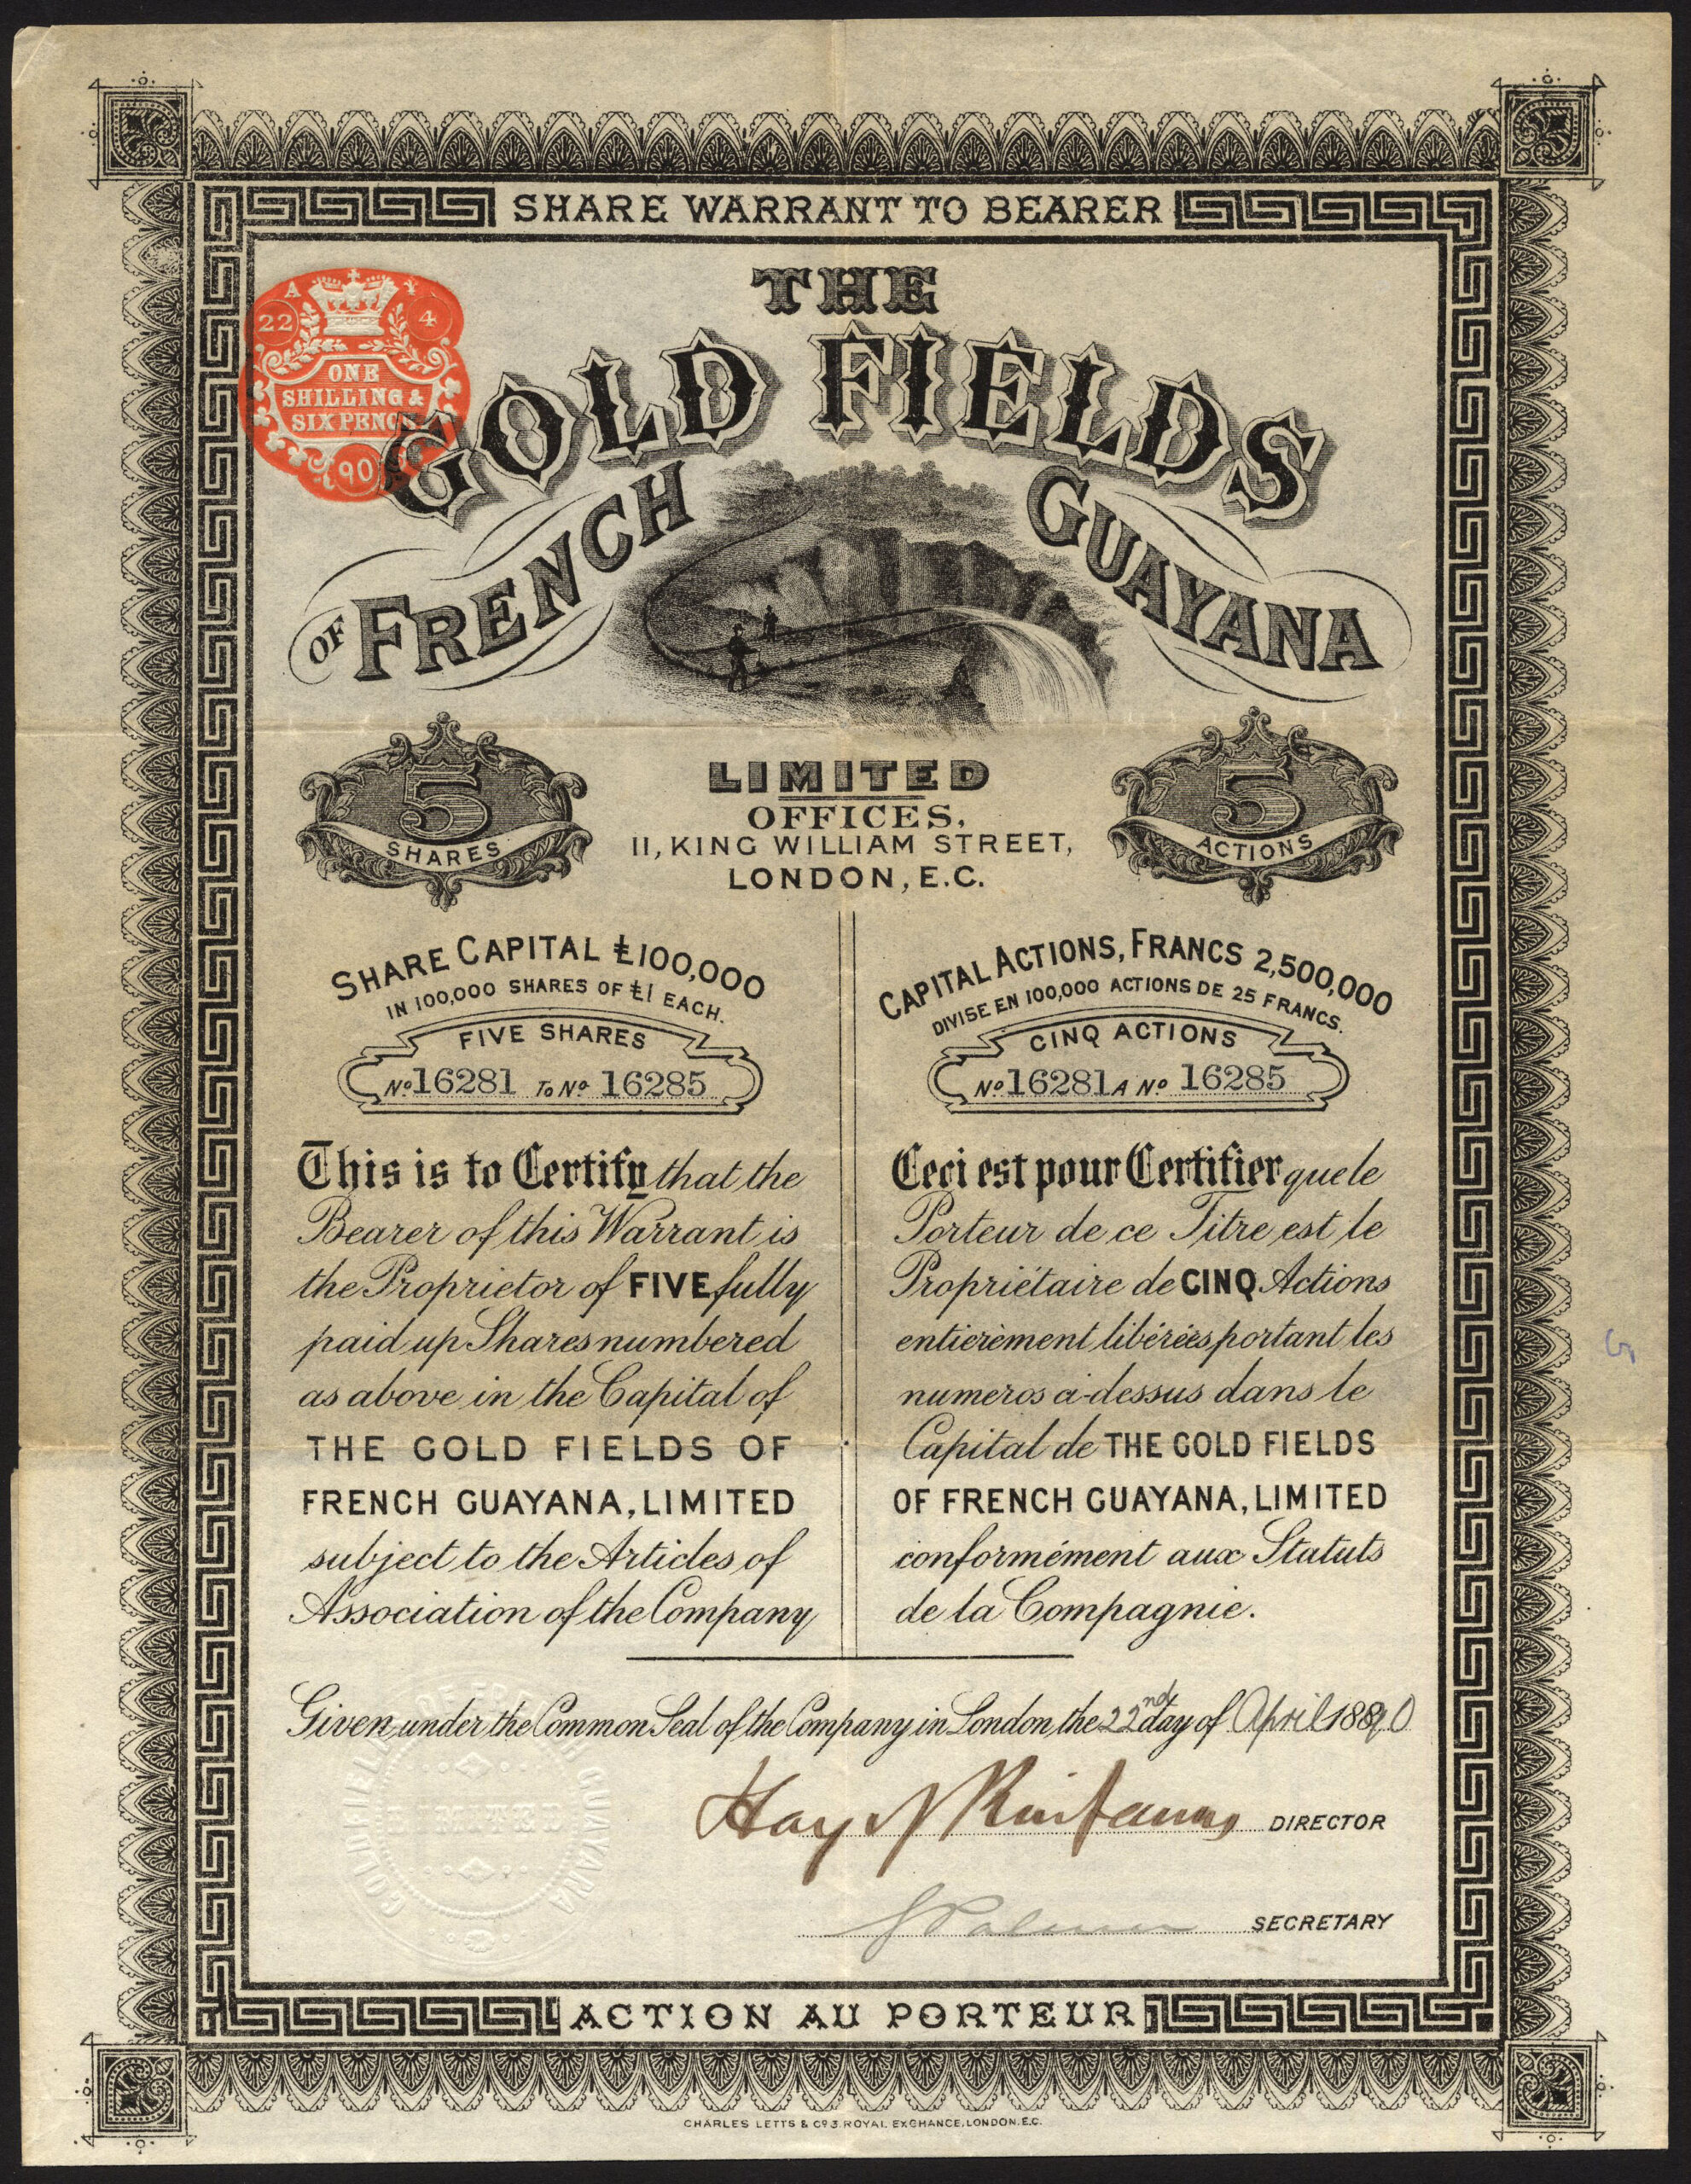 SHARE WARRANT TO BEARER
A Y
22 4
ONE
SHILLING &
SIX PENCE
90
THE
GOLD FIELDS
OF FRENCH GUAYANA
LIMITED
OFFICES,
11, KING WILLIAM STREET,
LONDON, E.C.
5
SHARES
5
ACTIONS
SHARE CAPITAL £100,000
IN 100,000 SHARES OF £1 EACH.
FIVE SHARES
No 16281 To No 16285
This is to Certify that the
Bearer of this Warrant is
the Proprietor of FIVE fully
paid up Shares numbered
as above in the Capital of
THE GOLD FIELDS OF
FRENCH GUAYANA, LIMITED
subject to the Articles of
Association of the Company
CAPITAL ACTIONS, FRANCS 2,500,000
DIVISE EN 100,000 ACTIONS DE 25 FRANCS.
CINQ ACTIONS
No 16281 A No 16285
Ceci est pour Certifier que le
Porteur de ce Titre est le
Propriétaire de CINQ Actions
entierèment libérées portant les
numeros ci-dessus dans le
Capital de THE GOLD FIELDS
OF FRENCH GUAYANA, LIMITED
conformément aux Statuts
de la Compagnie.
Given under the Common Seal of the Company in London the 22nd day of April 1890
DIRECTOR
SECRETARY
LIMITED
GUAYANA
ACTION AU PORTEUR
CHARLES LETTS & Co 3, ROYAL EXCHANCE, LONDON. E.C.